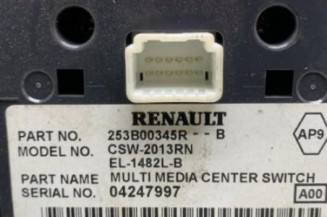 RENAULT
AP9
PART NO. 253B00345R - - B
MODEL NO. CSW-2013RN
EL-1482L-B
PART NAME MULTI MEDIA CENTER SWITCH
SERIAL NO. 04247997
A00